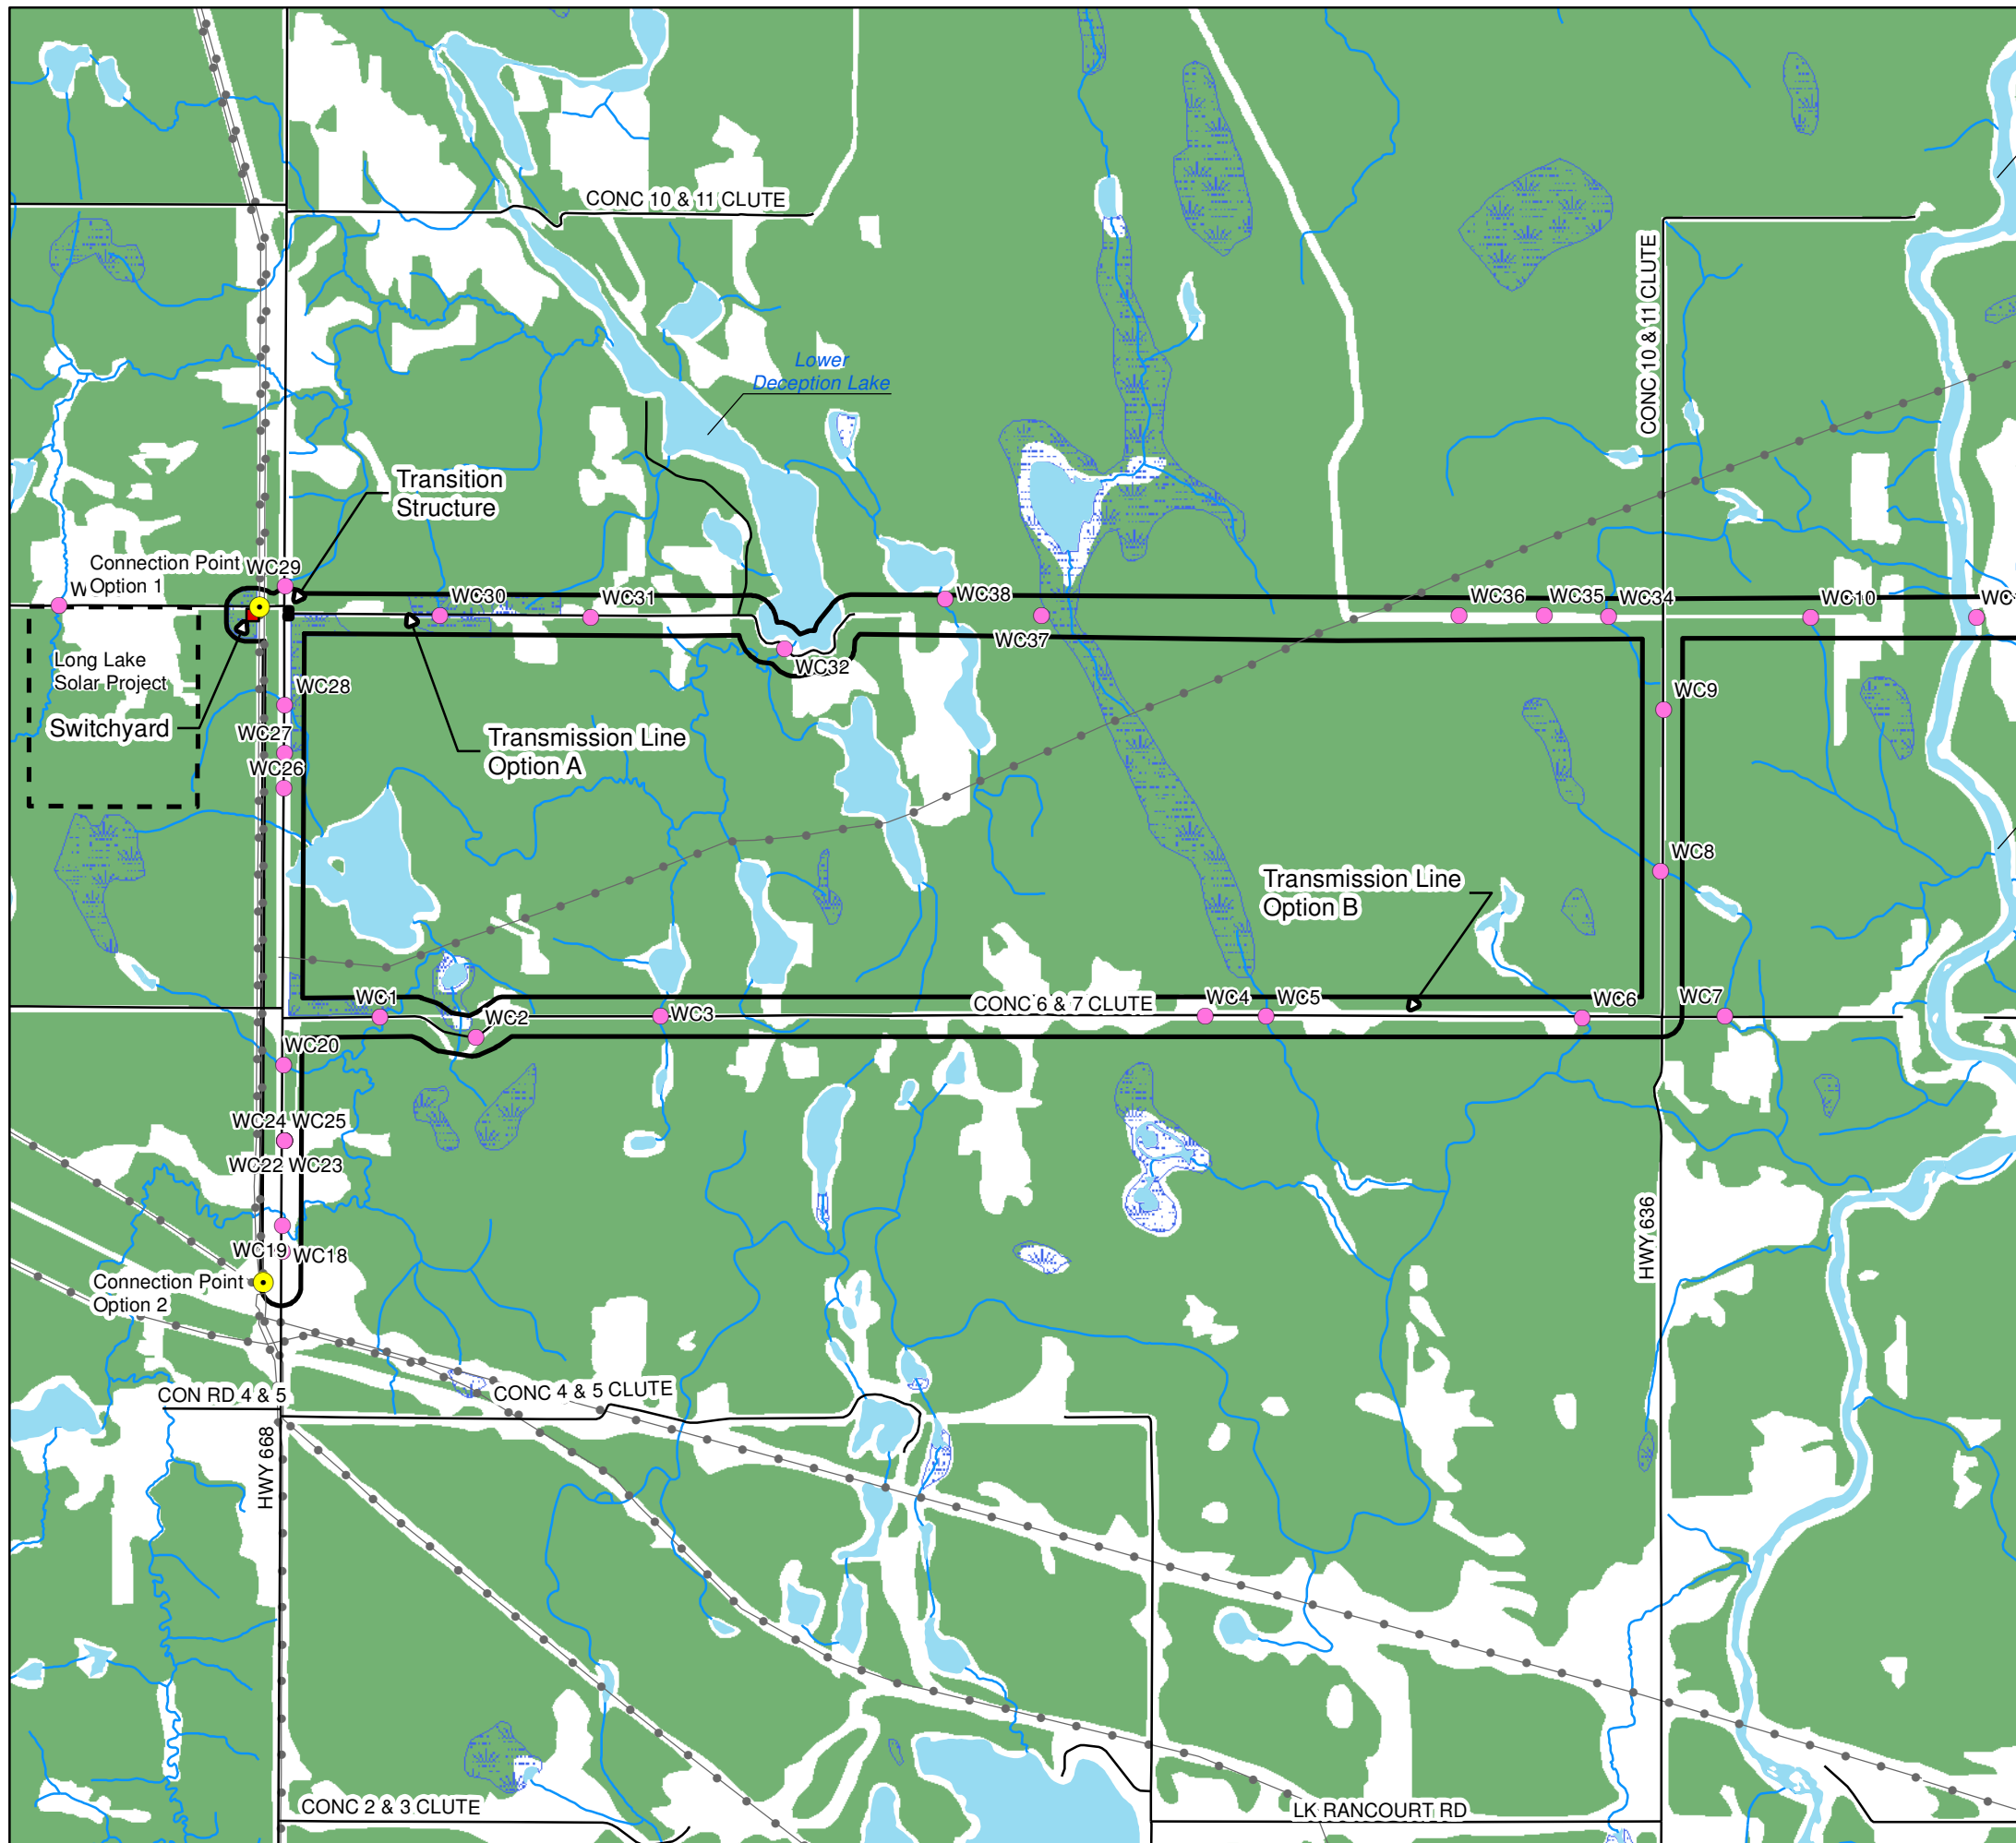 CONC 10 & 11 CLUTE
CONC 10 & 11 CLUTE
Lower
Deception Lake
Transition
Structure
Connection Point
Option 1
WC29
WC30
WC31
WC38
WC36
WC35
WC34
WC10
WC37
WC32
Long Lake
Solar Project
Switchyard
WC28
WC27
WC26
WC9
Transmission Line
Option A
WC8
Transmission Line
Option B
WC1
WC2
WC3
CONC 6 & 7 CLUTE
WC4
WC5
WC6
WC7
WC20
WC24
WC25
WC22
WC23
WC19
WC18
HWY 636
Connection Point
Option 2
CON RD 4 & 5
CONC 4 & 5 CLUTE
HWY 668
CONC 2 & 3 CLUTE
LK RANCOURT RD